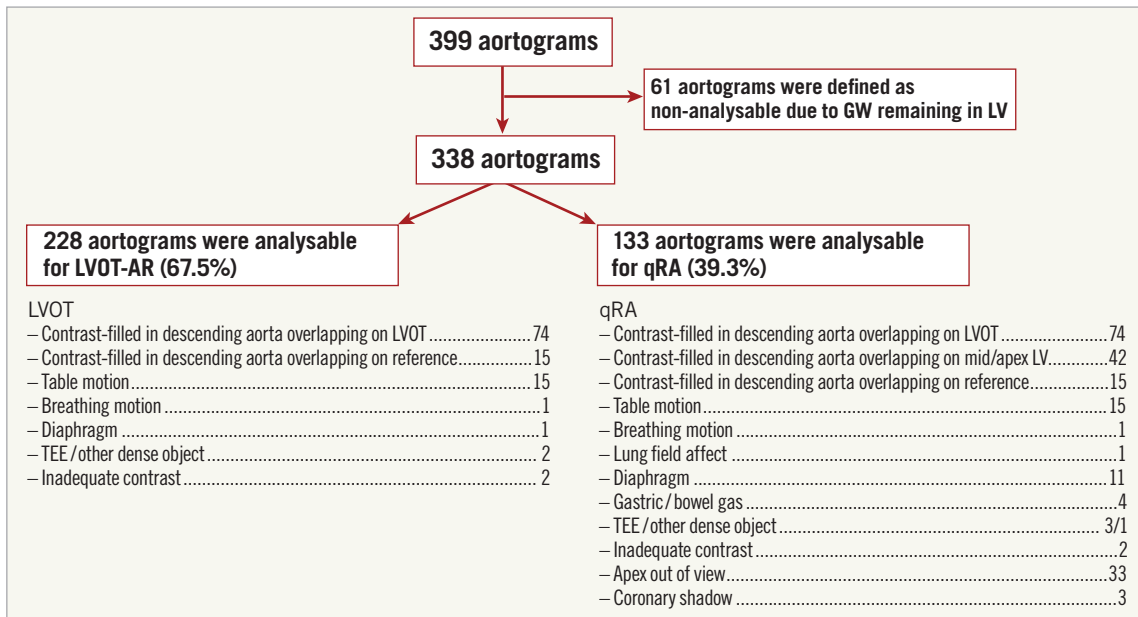 399 aortograms
61 aortograms were defined as
non-analysable due to GW remaining in LV
338 aortograms
228 aortograms were analysable
for LVOT-AR (67.5%)
LVOT
– Contrast-filled in descending aorta overlapping on LVOT 74
– Contrast-filled in descending aorta overlapping on reference 15
– Table motion 15
– Breathing motion 1
– Diaphragm 1
– TEE/other dense object 2
– Inadequate contrast 2
133 aortograms were analysable
for qRA (39.3%)
qRA
– Contrast-filled in descending aorta overlapping on LVOT 74
– Contrast-filled in descending aorta overlapping on mid/apex LV 42
– Contrast-filled in descending aorta overlapping on reference 15
– Table motion 15
– Breathing motion 1
– Lung field affect 1
– Diaphragm 11
– Gastric/bowel gas 4
– TEE/other dense object 3/1
– Inadequate contrast 2
– Apex out of view 33
– Coronary shadow 3